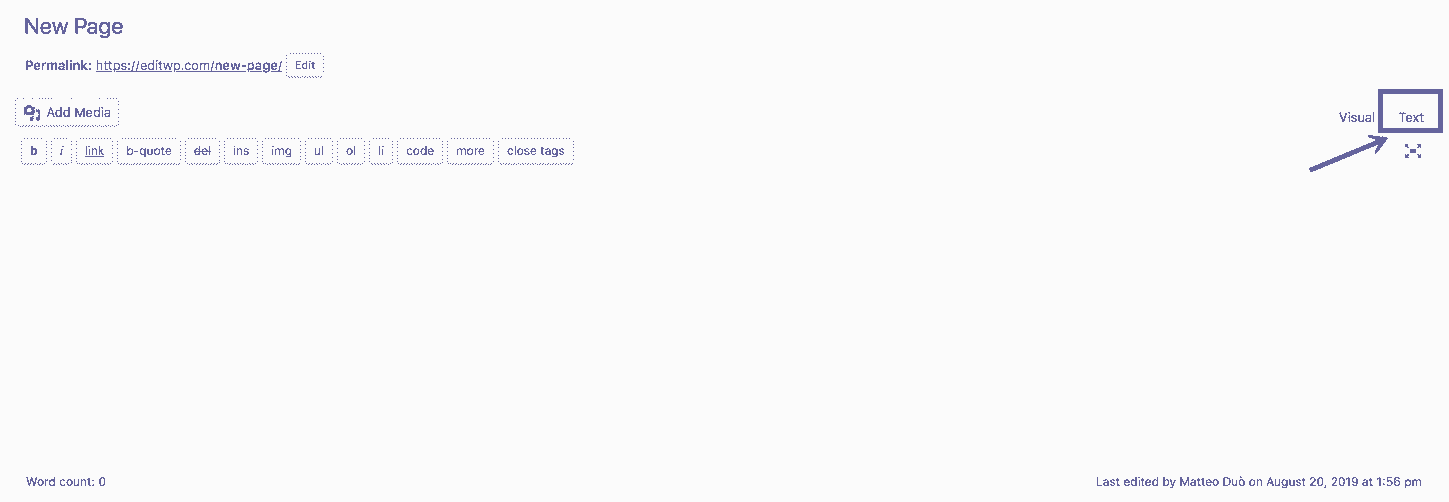 New Page
Permalink: https://editwp.com/new-page/ Edit
Add Media
Visual Text
b i link b-quote del ins img ul ol li code more close tags
Word count: 0
Last edited by Matteo Duò on August 20, 2019 at 1:56 pm